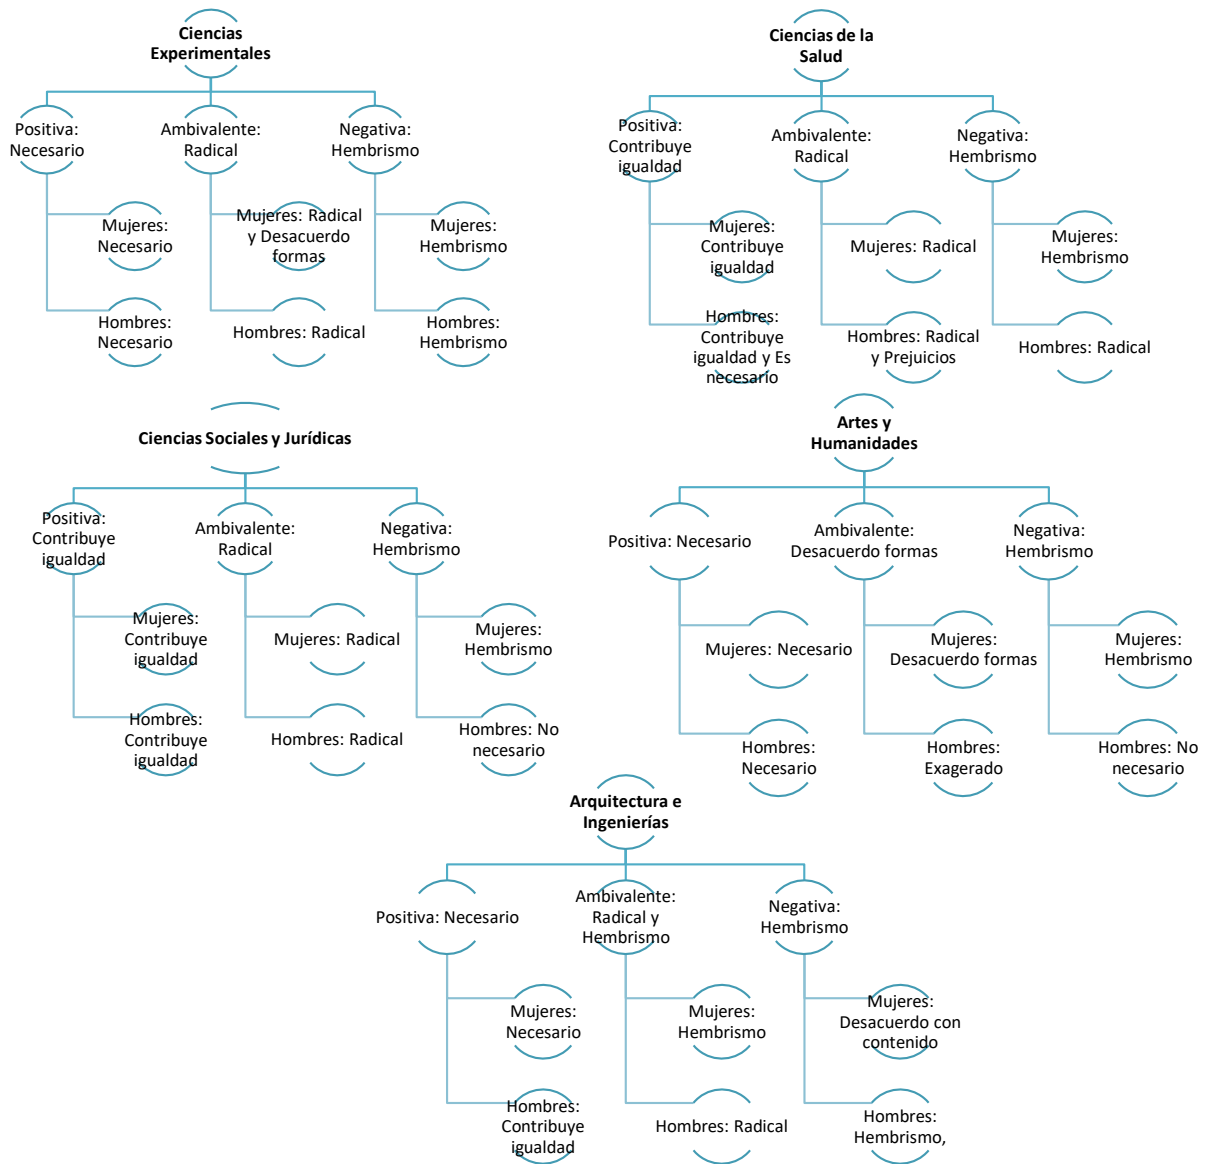 Ciencias
Experimentales
Positiva:
Necesario
Ambivalente:
Radical
Negativa:
Hembrismo
Mujeres:
Necesario
Mujeres: Radical
y Desacuerdo
formas
Mujeres:
Hembrismo
Hombres:
Necesario
Hombres: Radical
Hombres:
Hembrismo
Ciencias de la
Salud
Positiva:
Contribuye
igualdad
Ambivalente:
Radical
Negativa:
Hembrismo
Mujeres:
Contribuye
igualdad
Mujeres: Radical
Mujeres:
Hembrismo
Hombres:
Contribuye
igualdad y Es
necesario
Hombres: Radical
y Prejuicios
Hombres: Radical
Ciencias Sociales y Jurídicas
Positiva:
Contribuye
igualdad
Ambivalente:
Radical
Negativa:
Hembrismo
Mujeres:
Contribuye
igualdad
Mujeres: Radical
Mujeres:
Hembrismo
Hombres:
Contribuye
igualdad
Hombres: Radical
Hombres: No
necesario
Artes y
Humanidades
Positiva: Necesario
Ambivalente:
Desacuerdo formas
Negativa:
Hembrismo
Mujeres: Necesario
Mujeres:
Desacuerdo formas
Mujeres:
Hembrismo
Hombres:
Necesario
Hombres:
Exagerado
Hombres: No
necesario
Arquitectura e
Ingenierías
Positiva: Necesario
Ambivalente:
Radical y
Hembrismo
Negativa:
Hembrismo
Mujeres:
Necesario
Mujeres:
Hembrismo
Mujeres:
Desacuerdo con
contenido
Hombres:
Contribuye
igualdad
Hombres: Radical
Hombres:
Hembrismo,